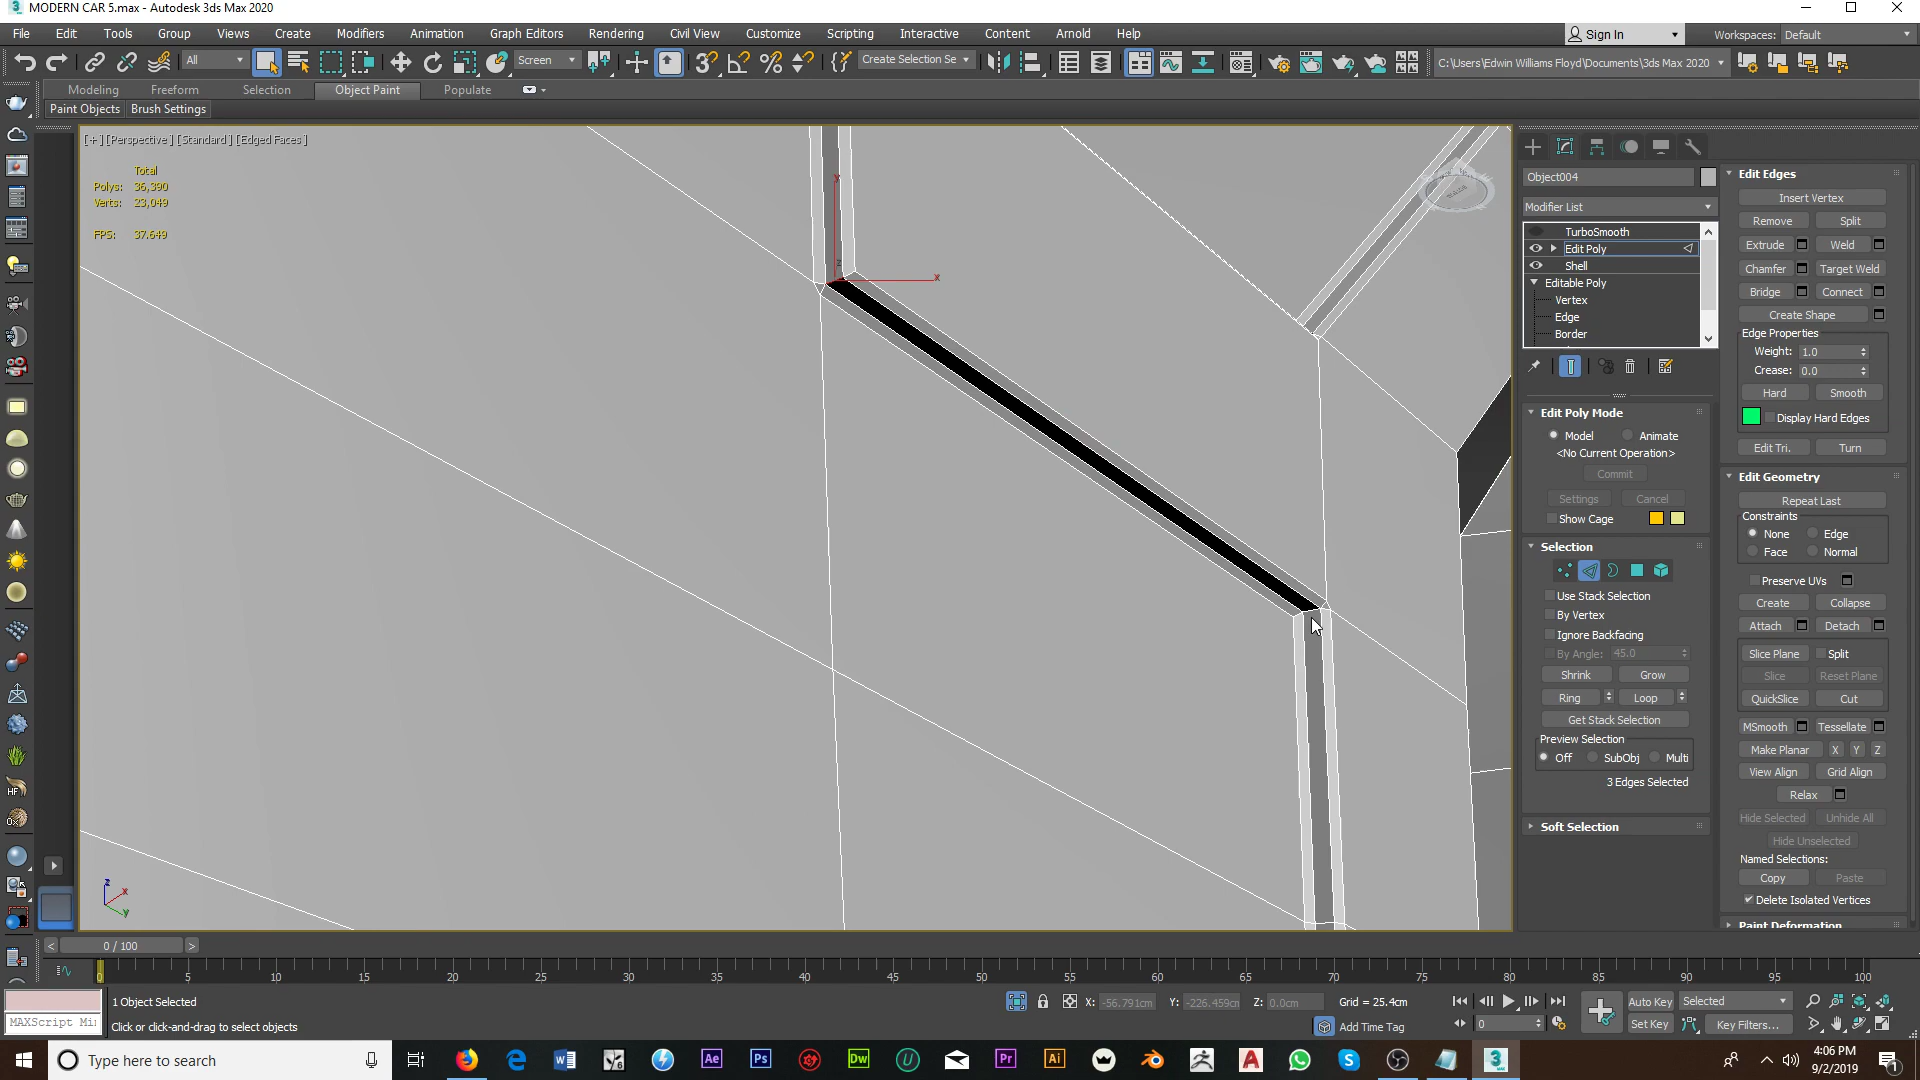 MODERN CAR 5.max - Autodesk 3ds Max 2020
File Edit Tools Group Views Create Modifiers Animation Graph Editors Rendering Civil View Customize Scripting Interactive Content Arnold Help
Sign In
Workspaces: Default
All
Screen
Create Selection Se
C:\Users\Edwin Williams Floyd\Documents\3ds Max 2020
Modeling Freeform Selection Object Paint Populate
Paint Objects Brush Settings
[+] [Perspective] [Standard] [Edged Faces]
Total
Polys: 36,390
Verts: 23,049
FPS: 37.649
Object004
Modifier List
TurboSmooth
Edit Poly
Shell
Editable Poly
Vertex
Edge
Border
Edit Poly Mode
Model Animate
<No Current Operation>
Commit
Settings Cancel
Show Cage
Selection
Use Stack Selection
By Vertex
Ignore Backfacing
By Angle: 45.0
Shrink Grow
Ring Loop
Get Stack Selection
Preview Selection
Off SubObj Multi
3 Edges Selected
Soft Selection
Edit Edges
Insert Vertex
Remove Split
Extrude Weld
Chamfer Target Weld
Bridge Connect
Create Shape
Edge Properties
Weight: 1.0
Crease: 0.0
Hard Smooth
Display Hard Edges
Edit Tri. Turn
Edit Geometry
Repeat Last
Constraints
None Edge
Face Normal
Preserve UVs
Create Collapse
Attach Detach
Slice Plane Split
Slice Reset Plane
QuickSlice Cut
MSmooth Tessellate
Make Planar X Y Z
View Align Grid Align
Relax
Hide Selected Unhide All
Hide Unselected
Named Selections:
Copy Paste
Delete Isolated Vertices
Paint Deformation
x
z
x
y
0 / 100
0 5 10 15 20 25 30 35 40 45 50 55 60 65 70 75 80 85 90 95 100
1 Object Selected
X: -56.791cm Y: -226.459cm Z: 0.0cm Grid = 25.4cm
Auto Key Selected
MAXScript Mi
Click or click-and-drag to select objects
Add Time Tag
0
Set Key Key Filters...
Type here to search
4:06 PM
9/2/2019